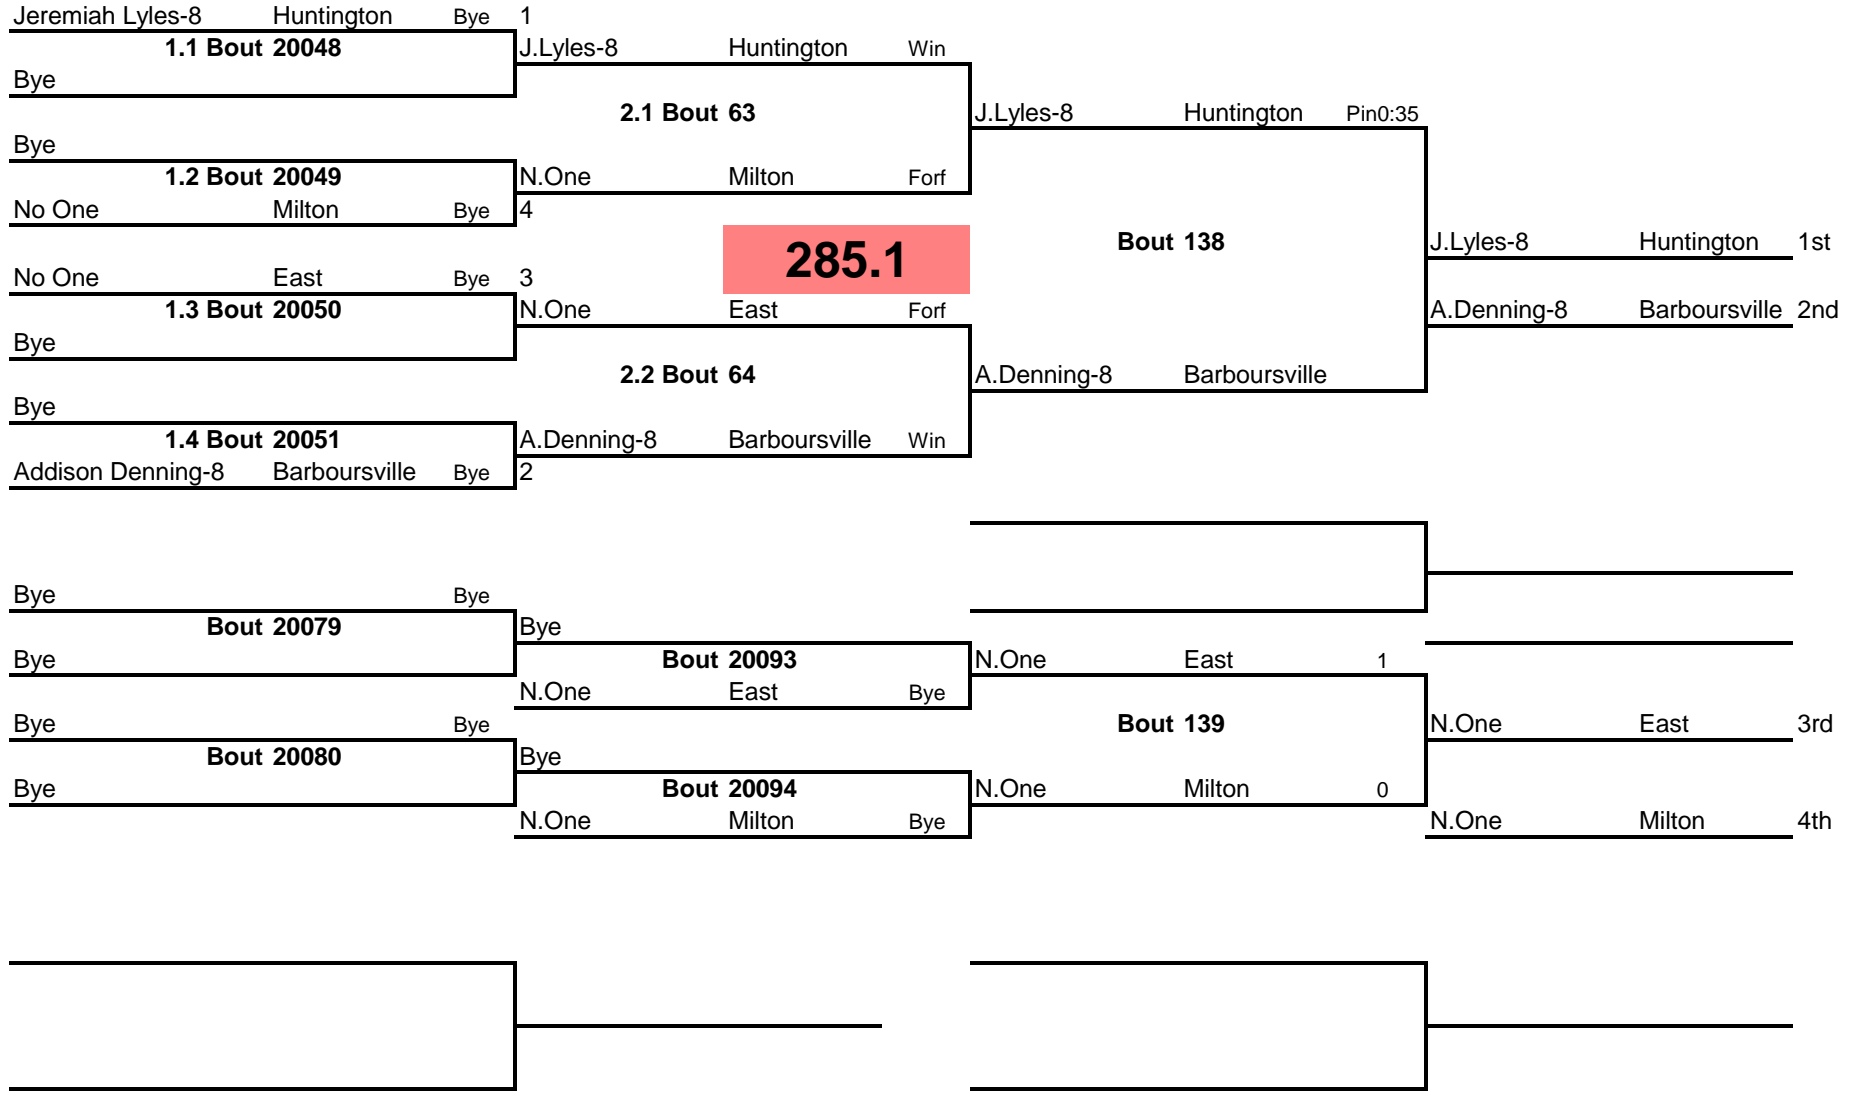 Jeremiah Lyles-8 Huntington Bye 1
1.1 Bout 20048 J.Lyles-8 Huntington Win
Bye
2.1 Bout 63 J.Lyles-8 Huntington Pin0:35
Bye
1.2 Bout 20049 N.One Milton Forf
No One Milton Bye 4
285.1 Bout 138 J.Lyles-8 Huntington 1st
No One East Bye 3
1.3 Bout 20050 N.One East Forf A.Denning-8 Barboursville 2nd
Bye
2.2 Bout 64 A.Denning-8 Barboursville
Bye
1.4 Bout 20051 A.Denning-8 Barboursville Win
Addison Denning-8 Barboursville Bye 2
Bye Bye
Bout 20079 Bye
Bye Bout 20093 N.One East 1
N.One East Bye
Bye Bye Bout 139 N.One East 3rd
Bout 20080 Bye
Bye Bout 20094 N.One Milton 0
N.One Milton Bye N.One Milton 4th